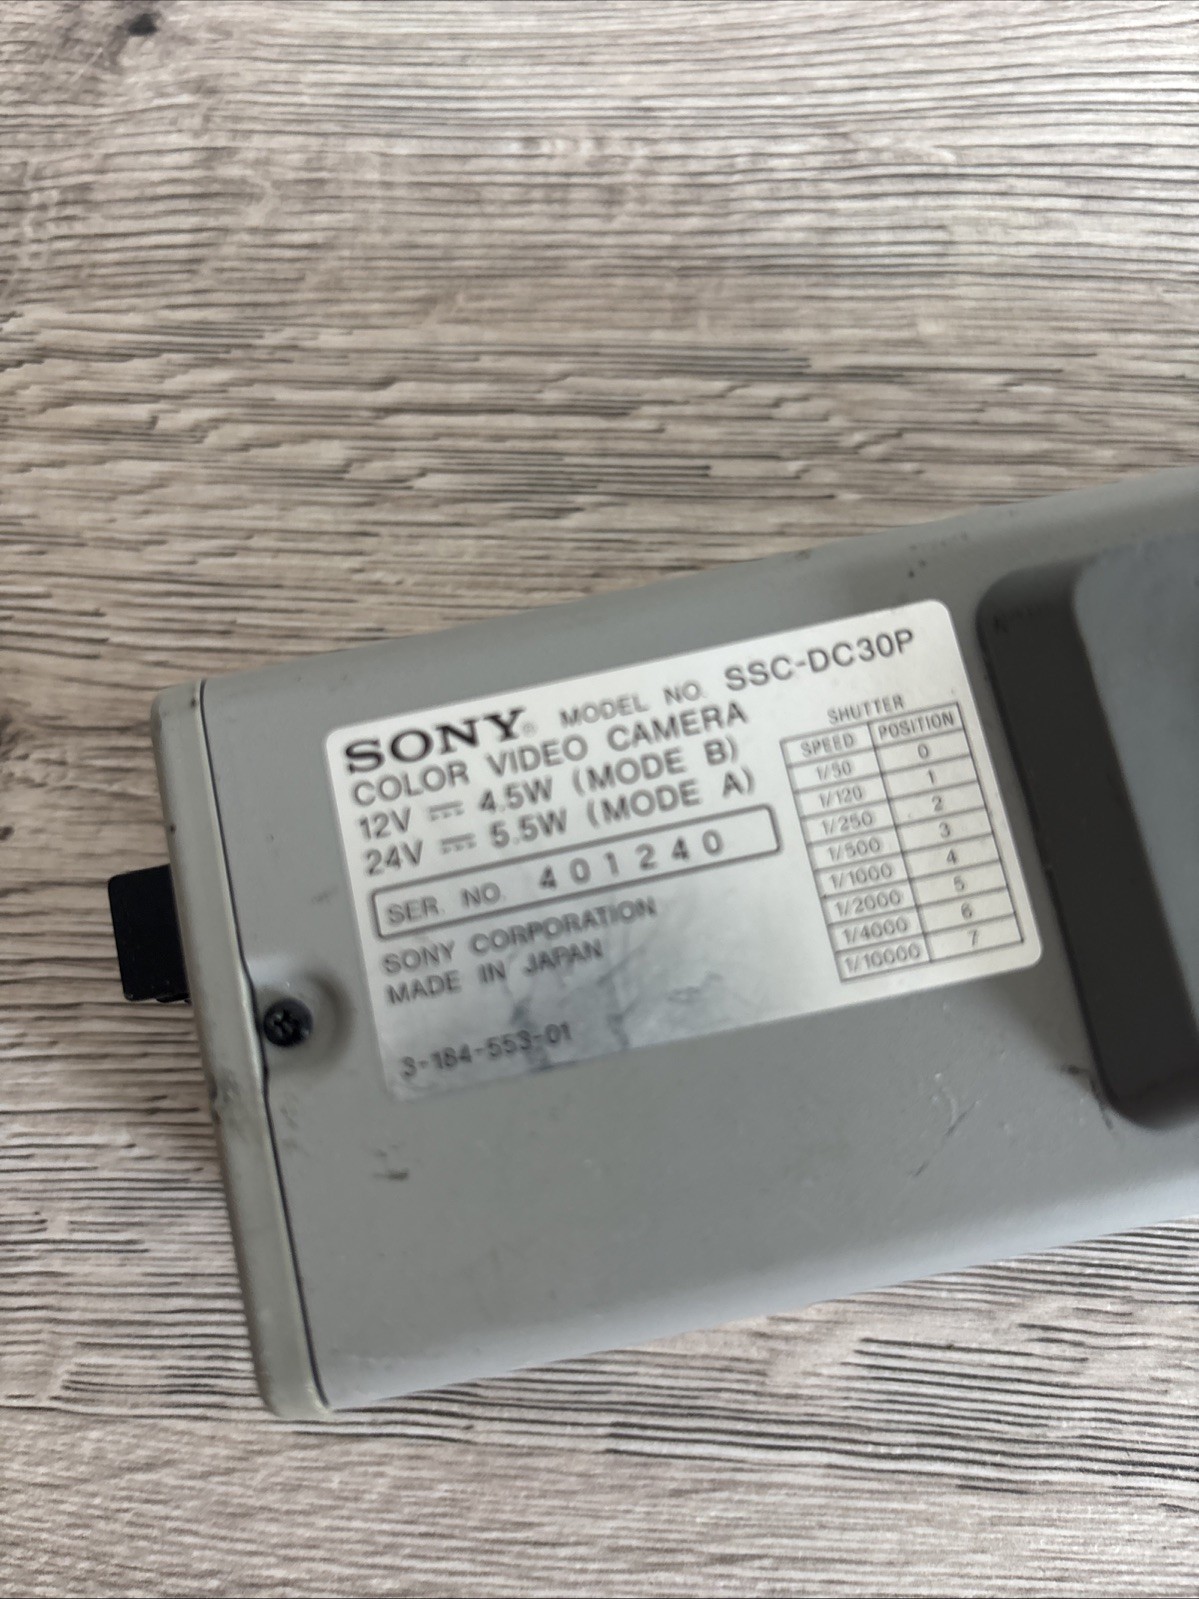 SONY® MODEL NO. SSC-DC30P
COLOR VIDEO CAMERA
12V ⎓ 4.5W (MODE B)
24V ⎓ 5.5W (MODE A)
SER. NO. 401240
SONY CORPORATION
MADE IN JAPAN
3-184-553-01
SHUTTER
SPEED POSITION
1/50 0
1/120 1
1/250 2
1/500 3
1/1000 4
1/2000 5
1/4000 6
1/10000 7